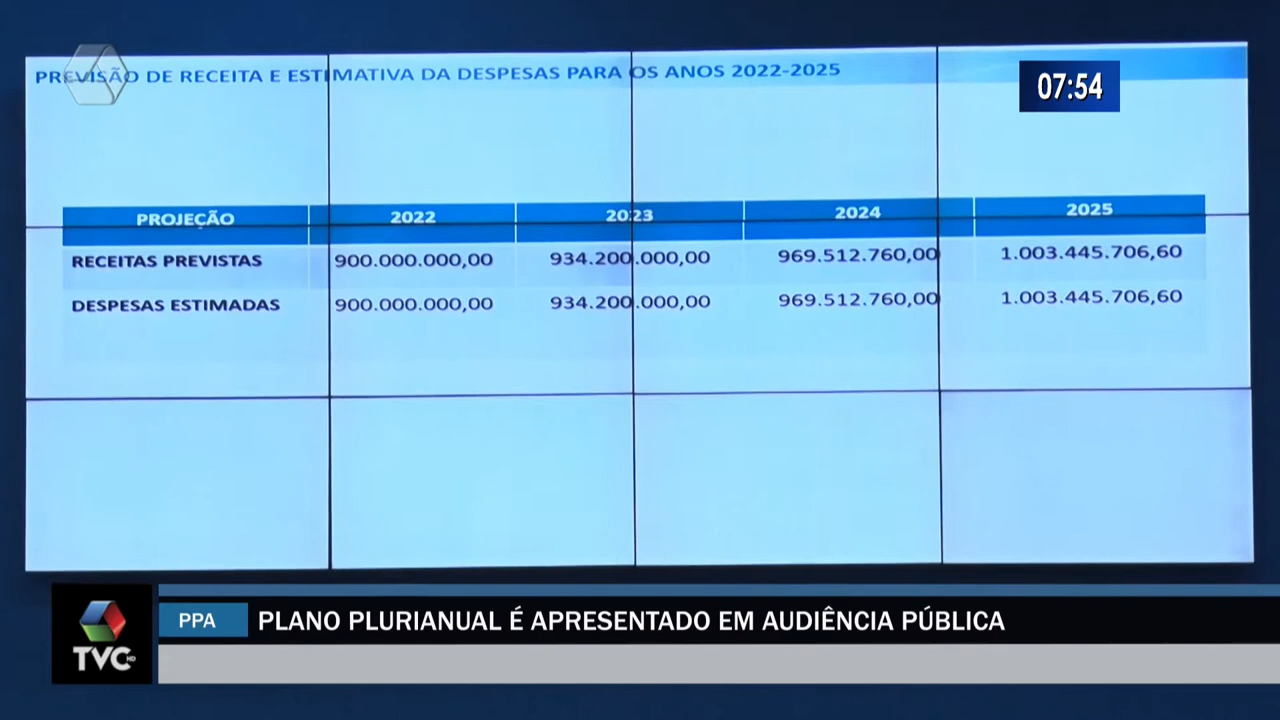 PREVISÃO DE RECEITA E ESTIMATIVA DA DESPESAS PARA OS ANOS 2022-2025
07:54
PROJEÇÃO 2022 2023 2024 2025
RECEITAS PREVISTAS 900.000.000,00 934.200.000,00 969.512.760,00 1.003.445.706,60
DESPESAS ESTIMADAS 900.000.000,00 934.200.000,00 969.512.760,00 1.003.445.706,60
PPA PLANO PLURIANUAL É APRESENTADO EM AUDIÊNCIA PÚBLICA
TVC HD